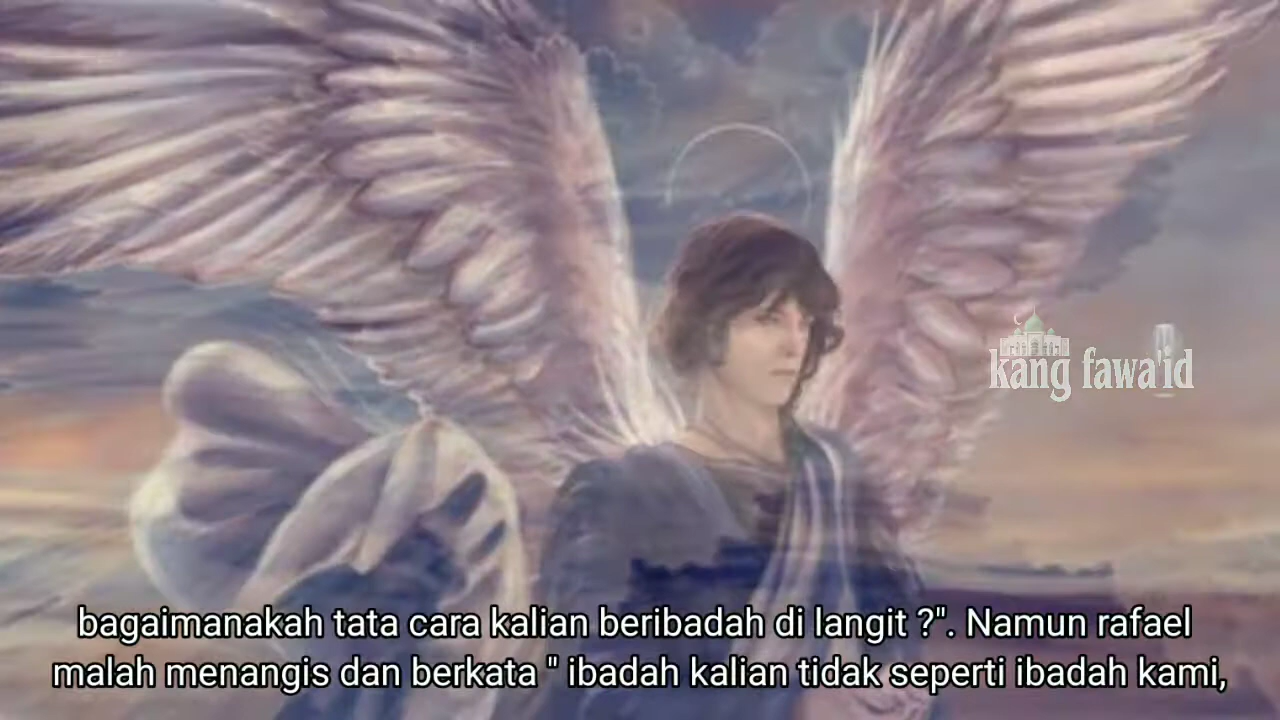 kang fawa'id
bagaimanakah tata cara kalian beribadah di langit ?". Namun rafael
malah menangis dan berkata " ibadah kalian tidak seperti ibadah kami,